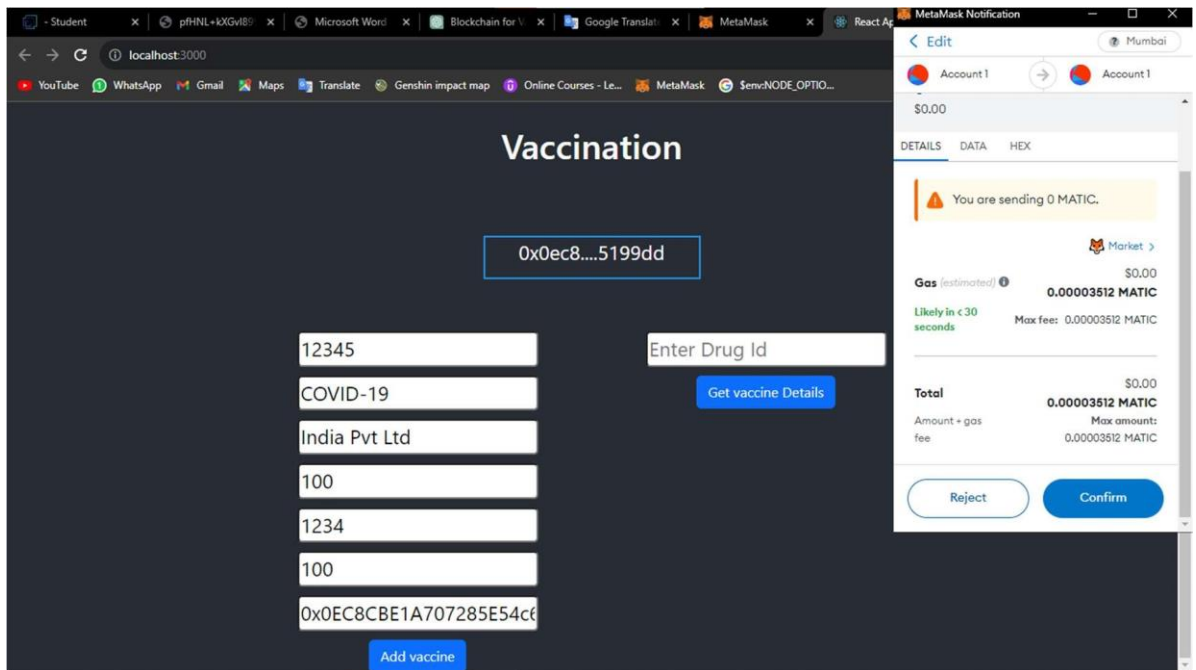 - Student
pfHNL+kXGvI89
Microsoft Word
Blockchain for V
Google Translat
MetaMask
React Ap
localhost:3000
YouTube
WhatsApp
Gmail
Maps
Translate
Genshin impact map
Online Courses - Le...
MetaMask
$env:NODE_OPTIO...
Vaccination
0x0ec8....5199dd
12345
COVID-19
India Pvt Ltd
100
1234
100
0x0EC8CBE1A707285E54c6
Add vaccine
Enter Drug Id
Get vaccine Details
MetaMask Notification
Edit
Mumbai
Account 1
Account 1
$0.00
DETAILS DATA HEX
You are sending 0 MATIC.
Market >
Gas (estimated)
$0.00
0.00003512 MATIC
Likely in < 30
seconds
Max fee: 0.00003512 MATIC
Total
$0.00
0.00003512 MATIC
Amount + gas
fee
Max amount:
0.00003512 MATIC
Reject
Confirm